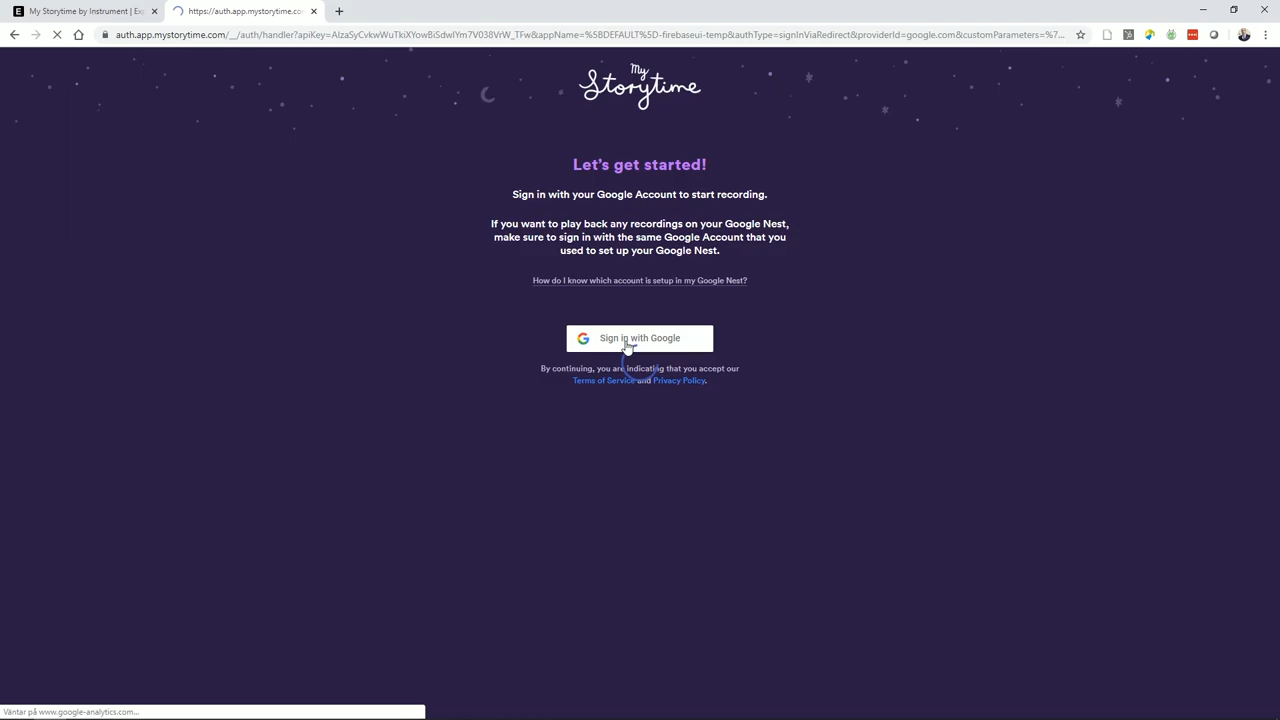 My Storytime by Instrument | Ex
https://auth.app.mystorytime.co
auth.app.mystorytime.com/__/auth/handler?apiKey=AIzaSyCvkwWuTkiXYowBiSdwIYm7V038VrW_TFw&appName=%5BDEFAULT%5D-firebaseui-temp&authType=signInViaRedirect&providerId=google.com&customParameters=%7...
My
Storytime
Let's get started!
Sign in with your Google Account to start recording.
If you want to play back any recordings on your Google Nest,
make sure to sign in with the same Google Account that you
used to set up your Google Nest.
How do I know which account is setup in my Google Nest?
Sign in with Google
By continuing, you are indicating that you accept our
Terms of Service and Privacy Policy.
Väntar på www.google-analytics.com...